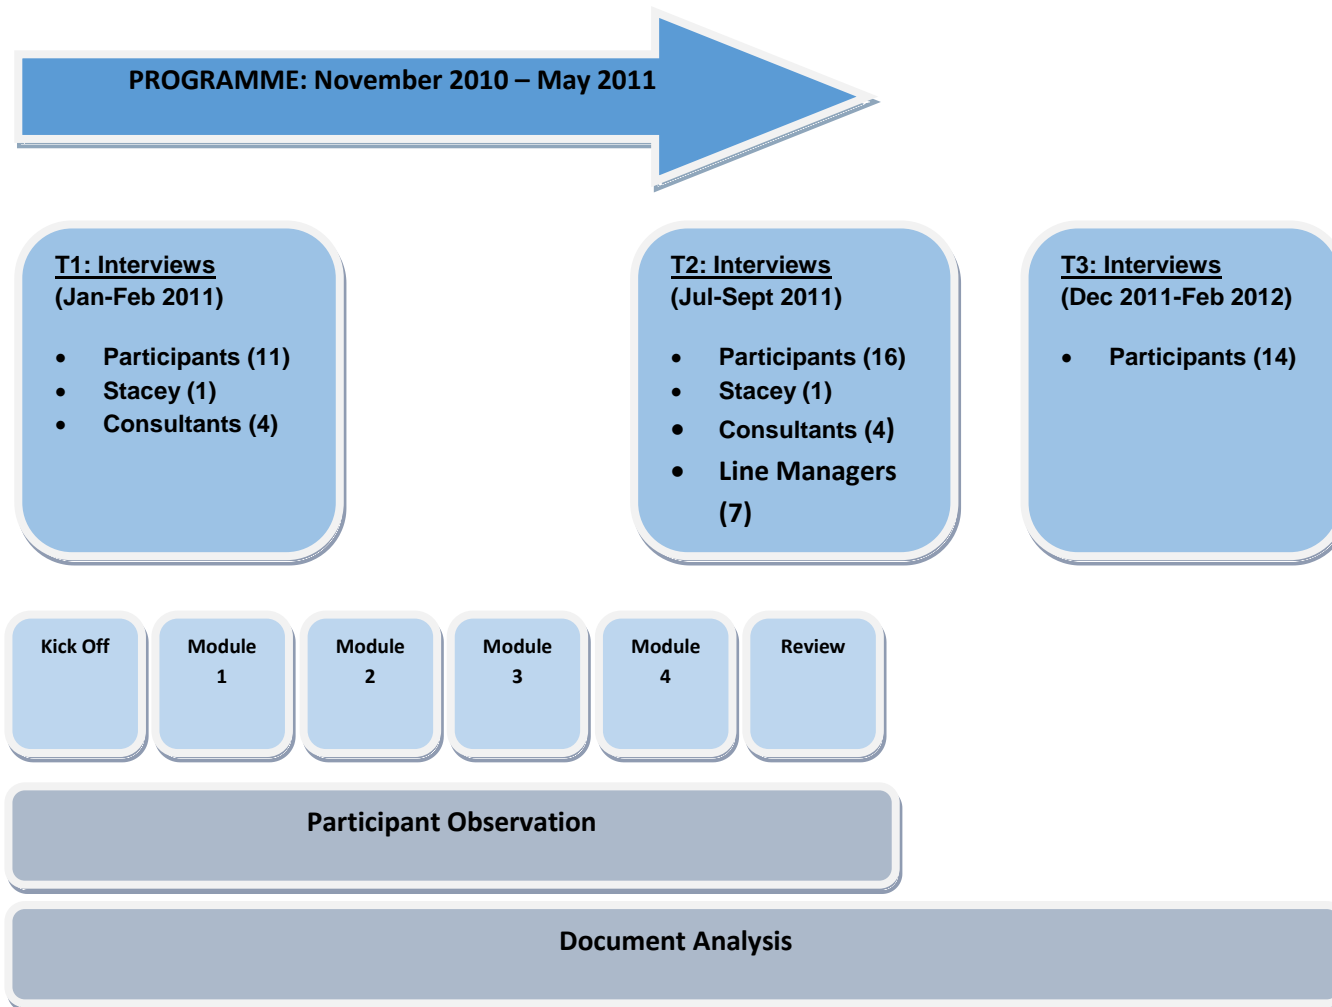 PROGRAMME: November 2010 – May 2011
T1: Interviews
(Jan-Feb 2011)
• Participants (11)
• Stacey (1)
• Consultants (4)
T2: Interviews
(Jul-Sept 2011)
• Participants (16)
• Stacey (1)
• Consultants (4)
• Line Managers
(7)
T3: Interviews
(Dec 2011-Feb 2012)
• Participants (14)
Kick Off
Module
1
Module
2
Module
3
Module
4
Review
Participant Observation
Document Analysis